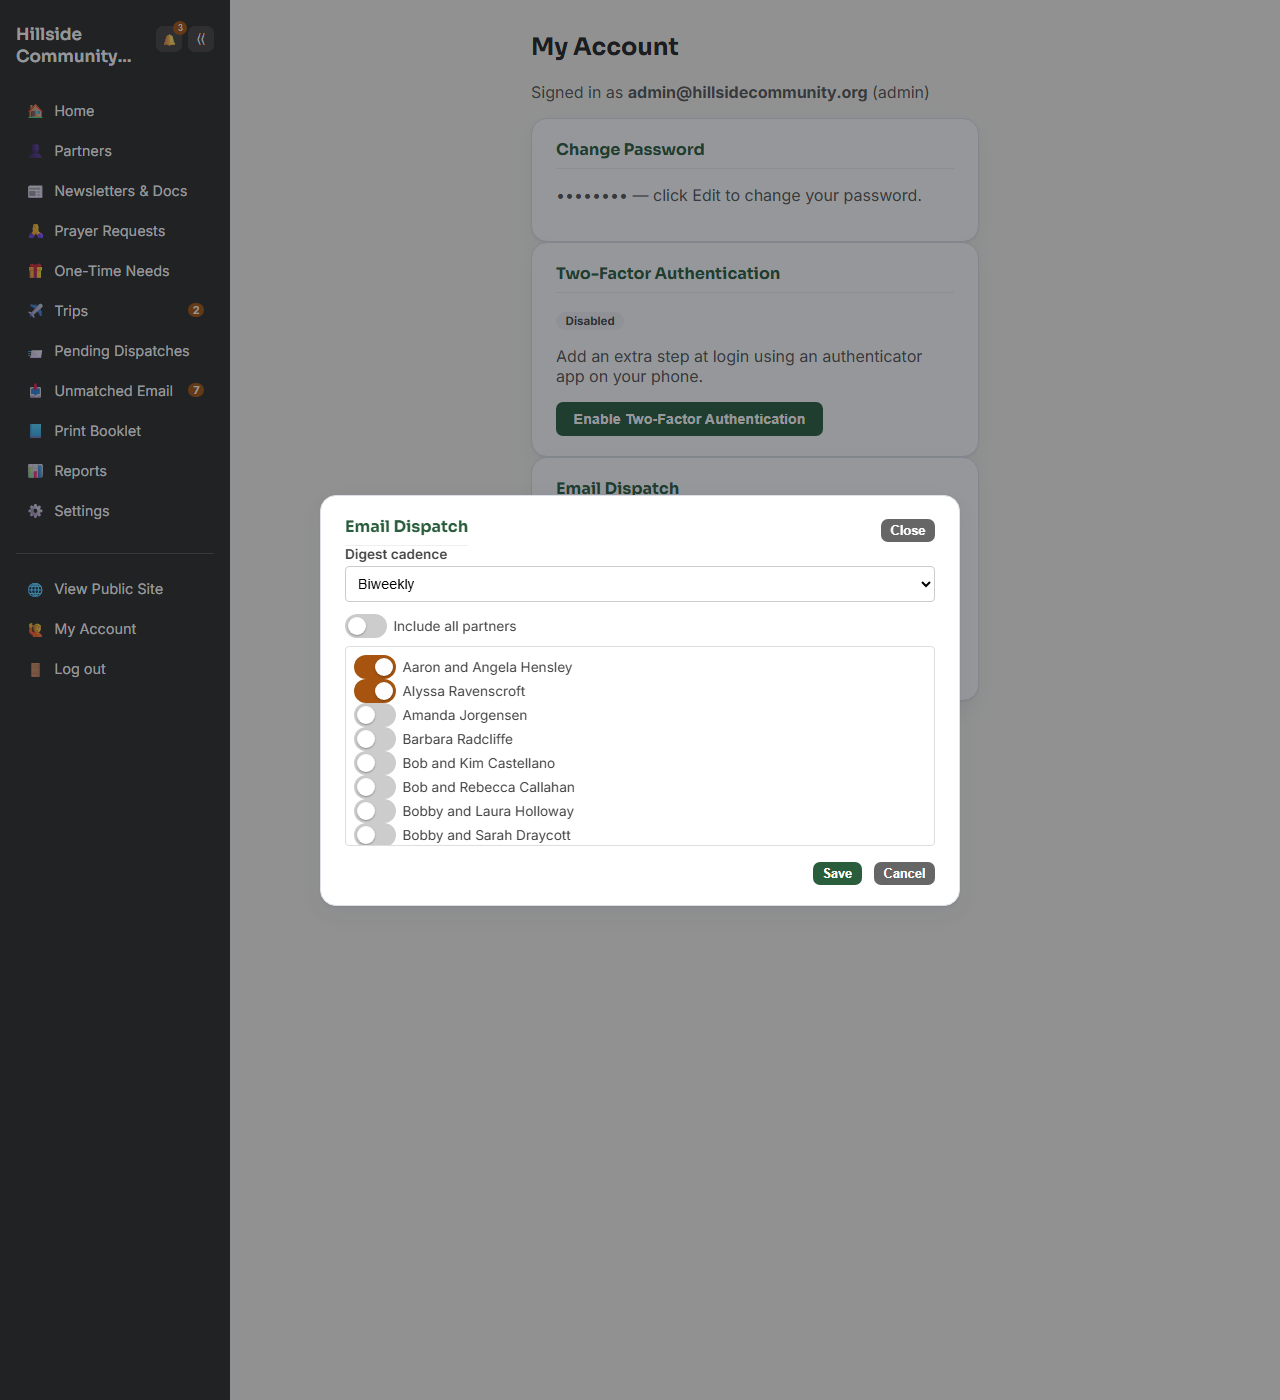 Hillside
Community...
3
⟨⟨
Home
Partners
Newsletters & Docs
Prayer Requests
One-Time Needs
Trips 2
Pending Dispatches
Unmatched Email 7
Print Booklet
Reports
Settings
View Public Site
My Account
Log out
My Account
Signed in as admin@hillsidecommunity.org (admin)
Change Password
•••••••• — click Edit to change your password.
Two-Factor Authentication
Disabled
Add an extra step at login using an authenticator
app on your phone.
Enable Two-Factor Authentication
Email Dispatch
Email Dispatch
Close
Digest cadence
Biweekly
Include all partners
Aaron and Angela Hensley
Alyssa Ravenscroft
Amanda Jorgensen
Barbara Radcliffe
Bob and Kim Castellano
Bob and Rebecca Callahan
Bobby and Laura Holloway
Bobby and Sarah Draycott
Save Cancel